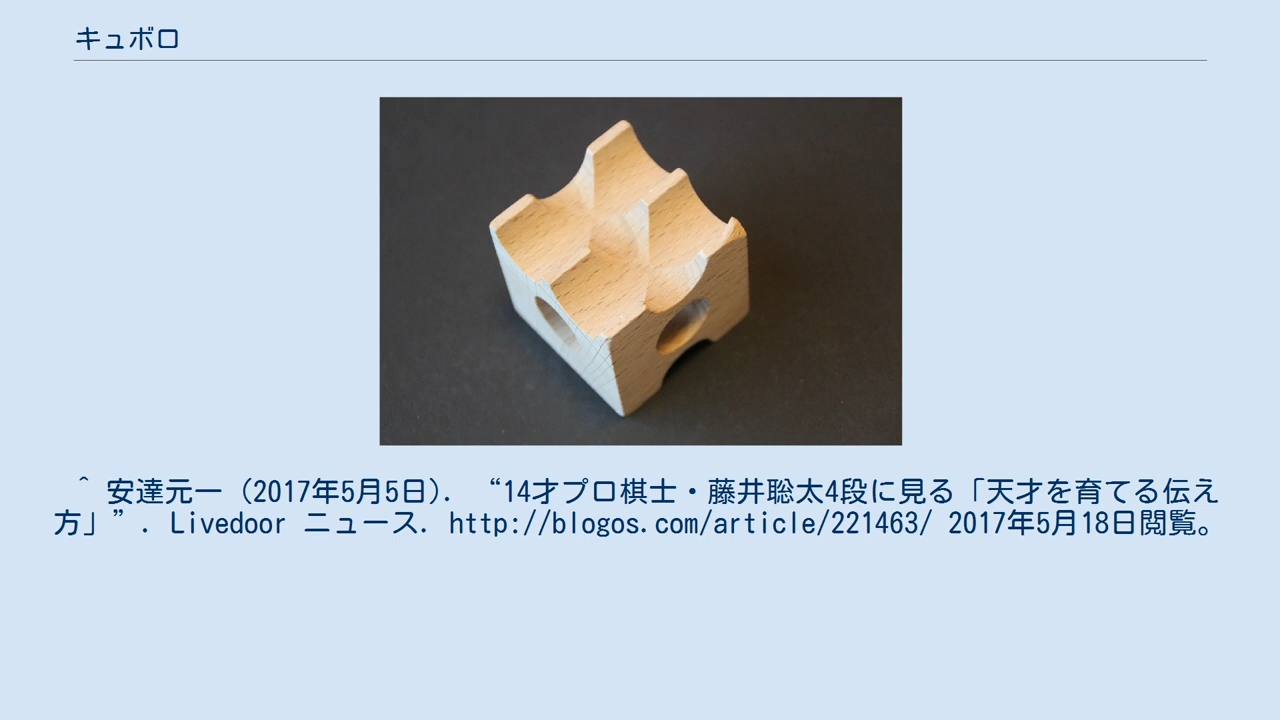 キュボロ
^ 安達元一（2017年5月5日）． “14才プロ棋士・藤井聡太4段に見る「天才を育てる伝え
方」”．Livedoor ニュース．http://blogos.com/article/221463/ 2017年5月18日閲覧。